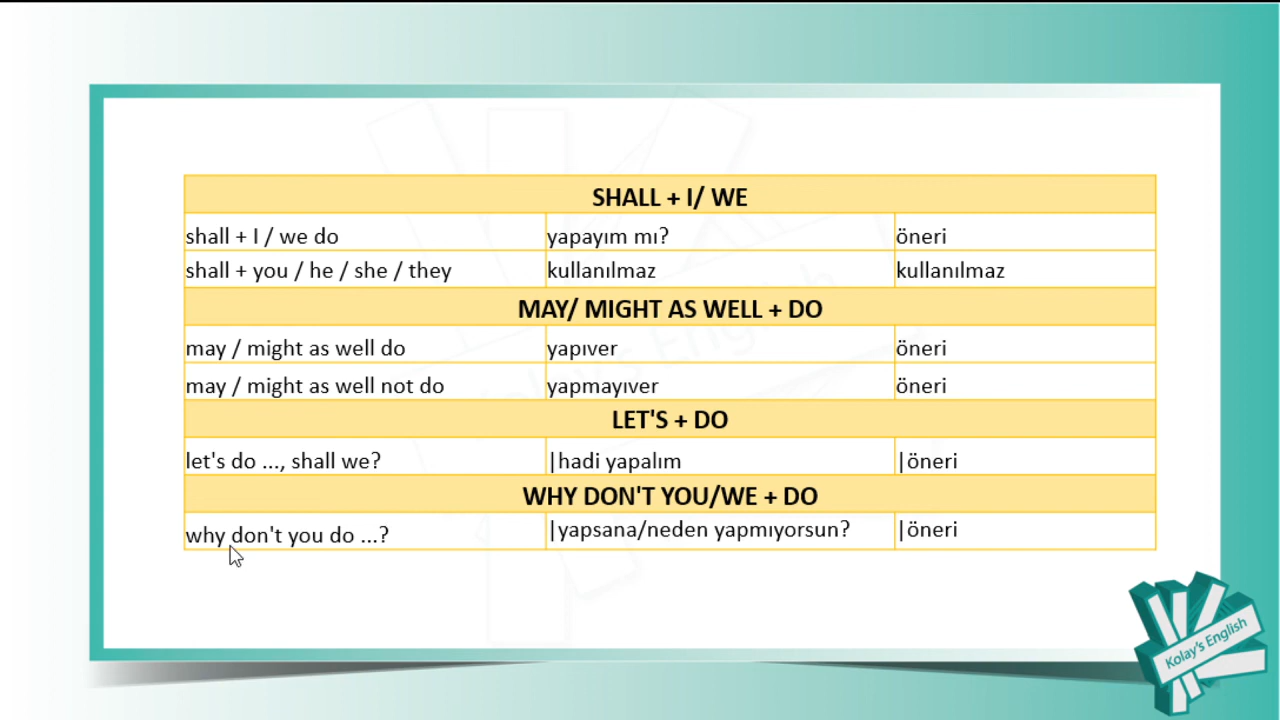 SHALL + I/ WE
shall + I / we do yapayım mı? öneri
shall + you / he / she / they kullanılmaz kullanılmaz
MAY/ MIGHT AS WELL + DO
may / might as well do yapıver öneri
may / might as well not do yapmayıver öneri
LET'S + DO
let's do ..., shall we? |hadi yapalım |öneri
WHY DON'T YOU/WE + DO
why don't you do ...? |yapsana/neden yapmıyorsun? |öneri
Kolay's English